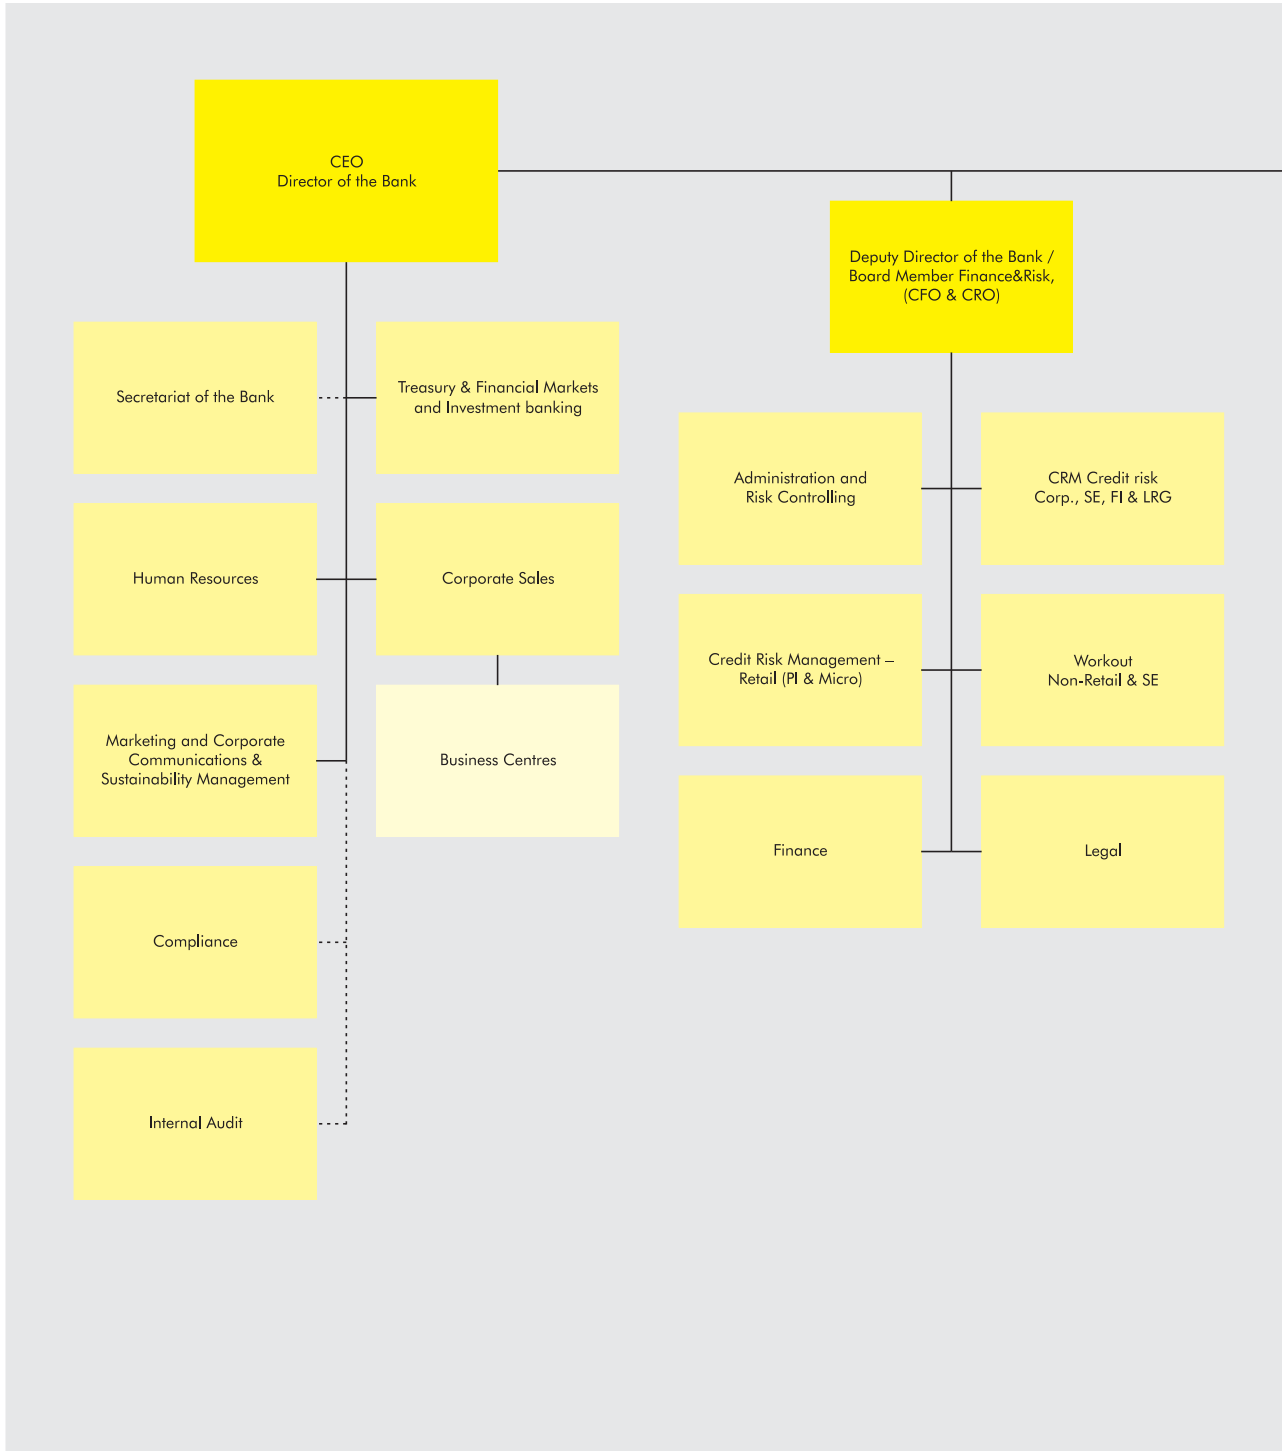 CEO
Director of the Bank
Deputy Director of the Bank /
Board Member Finance&Risk,
(CFO & CRO)
Secretariat of the Bank
Treasury & Financial Markets
and Investment banking
Administration and
Risk Controlling
CRM Credit risk
Corp., SE, FI & LRG
Human Resources
Corporate Sales
Credit Risk Management –
Retail (PI & Micro)
Workout
Non-Retail & SE
Marketing and Corporate
Communications &
Sustainability Management
Business Centres
Finance
Legal
Compliance
Internal Audit